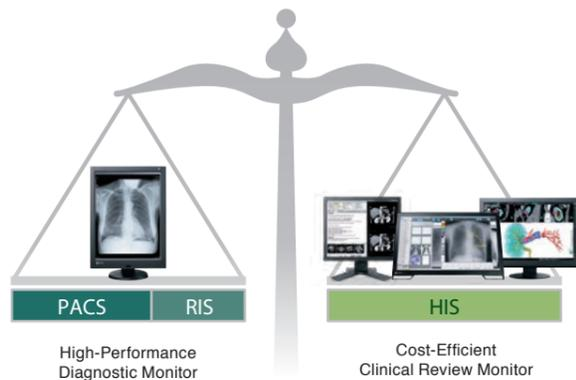 PACS
RIS
High-Performance
Diagnostic Monitor
HIS
Cost-Efficient
Clinical Review Monitor